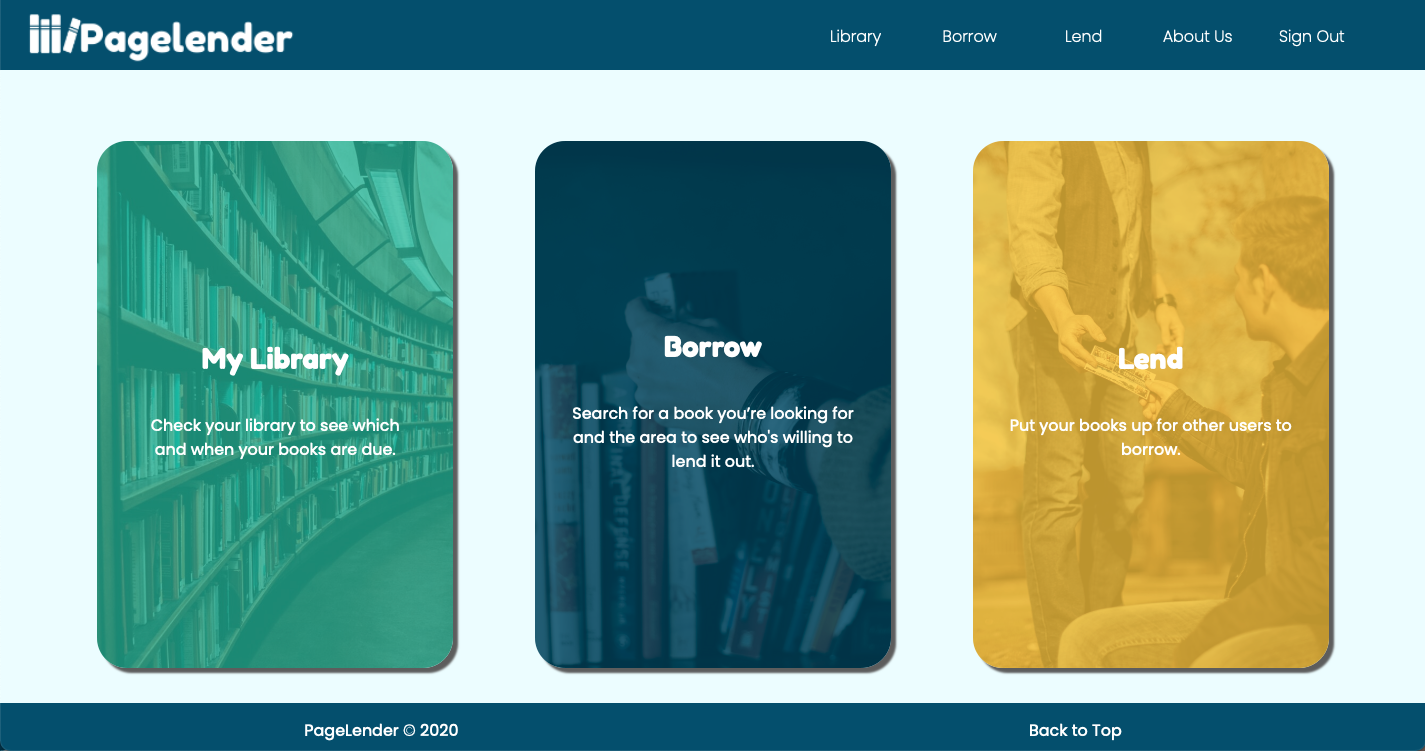 Pagelender
Library
Borrow
Lend
About Us
Sign Out
My Library
Check your library to see which
and when your books are due.
Borrow
Search for a book you’re looking for
and the area to see who's willing to
lend it out.
Lend
Put your books up for other users to
borrow.
PageLender © 2020
Back to Top